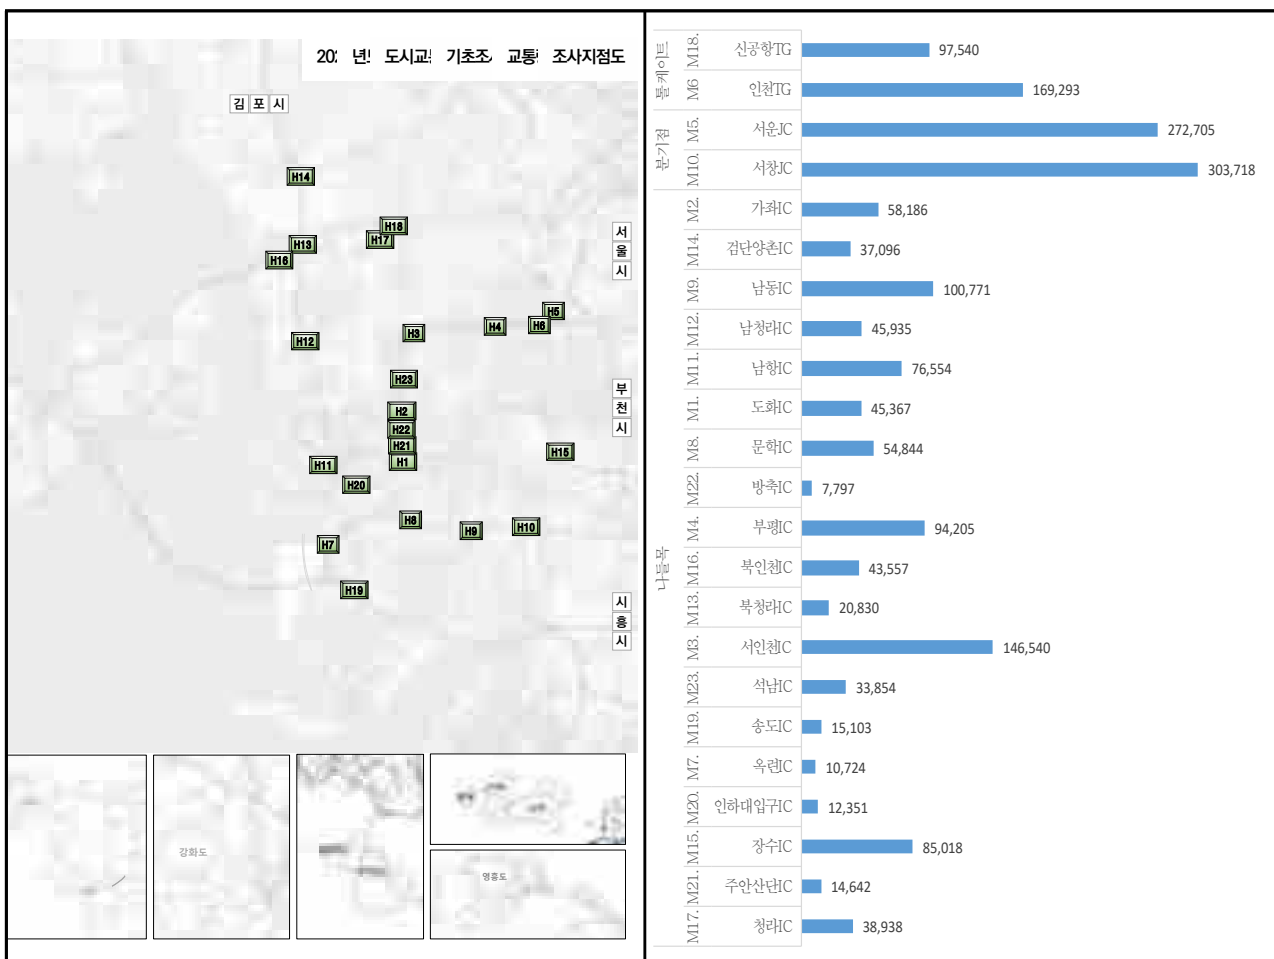 202 년 도시교 기초조 교통 조사지점도
김 포 시
H14
H18
H17
H13
H16
서
울
시
H5
H6
H4
H3
H12
H23
부
천
시
H2
H22
H21
H1
H15
H11
H20
H8
H9
H10
H7
H19
시
흥
시
강화도
영흥도
톨게이트
M18. 신공항TG 97,540
M6 인천TG 169,293
분기점
M5. 서운JC 272,705
M10. 서창JC 303,718
나들목
M2. 가좌IC 58,186
M14. 검단양촌IC 37,096
M9. 남동IC 100,771
M12. 남청라IC 45,935
M11. 남항IC 76,554
M1. 도화IC 45,367
M8. 문학IC 54,844
M22. 방축IC 7,797
M4. 부평IC 94,205
M16. 북인천IC 43,557
M13. 북청라IC 20,830
M3. 서인천IC 146,540
M23. 석남IC 33,854
M19. 송도IC 15,103
M7. 옥련IC 10,724
M20. 인하대입구IC 12,351
M15. 장수IC 85,018
M21. 주안산단IC 14,642
M17. 청라IC 38,938